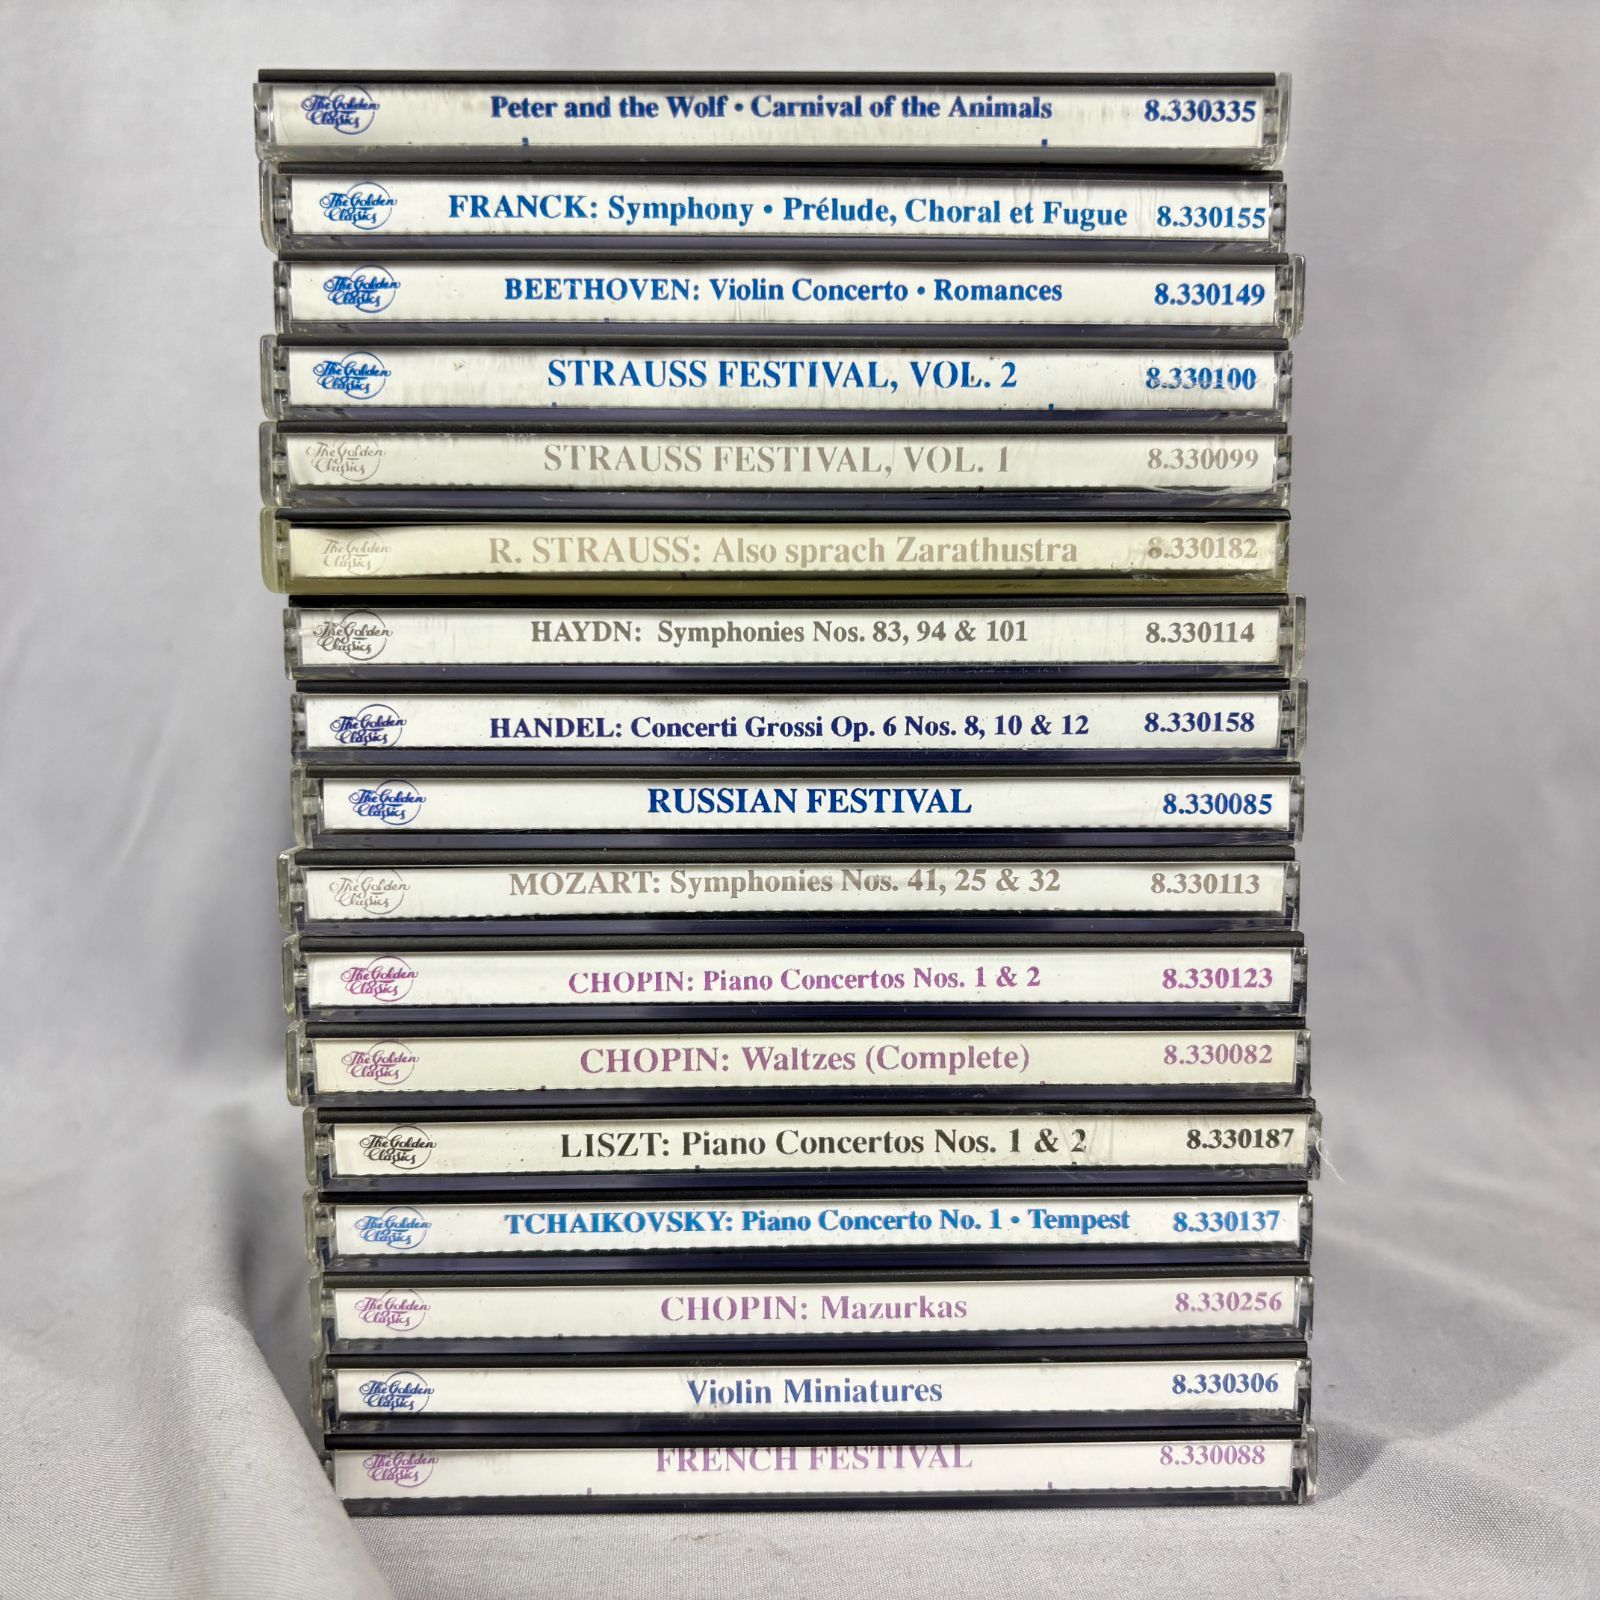 The Golden Classics Peter and the Wolf • Carnival of the Animals 8.330335
The Golden Classics FRANCK: Symphony • Prélude, Choral et Fugue 8.330155
The Golden Classics BEETHOVEN: Violin Concerto • Romances 8.330149
The Golden Classics STRAUSS FESTIVAL, VOL. 2 8.330100
The Golden Classics STRAUSS FESTIVAL, VOL. 1 8.330099
The Golden Classics R. STRAUSS: Also sprach Zarathustra 8.330182
The Golden Classics HAYDN: Symphonies Nos. 83, 94 & 101 8.330114
The Golden Classics HANDEL: Concerti Grossi Op. 6 Nos. 8, 10 & 12 8.330158
The Golden Classics RUSSIAN FESTIVAL 8.330085
The Golden Classics MOZART: Symphonies Nos. 41, 25 & 32 8.330113
The Golden Classics CHOPIN: Piano Concertos Nos. 1 & 2 8.330123
The Golden Classics CHOPIN: Waltzes (Complete) 8.330082
The Golden Classics LISZT: Piano Concertos Nos. 1 & 2 8.330187
The Golden Classics TCHAIKOVSKY: Piano Concerto No. 1 • Tempest 8.330137
The Golden Classics CHOPIN: Mazurkas 8.330256
The Golden Classics Violin Miniatures 8.330306
The Golden Classics FRENCH FESTIVAL 8.330088